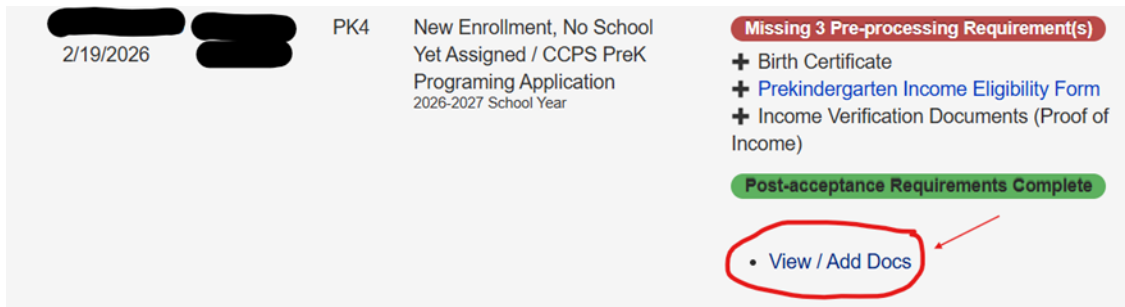 2/19/2026
PK4
New Enrollment, No School
Yet Assigned / CCPS PreK
Programing Application
2026-2027 School Year
Missing 3 Pre-processing Requirement(s)
+ Birth Certificate
+ Prekindergarten Income Eligibility Form
+ Income Verification Documents (Proof of
Income)
Post-acceptance Requirements Complete
• View / Add Docs